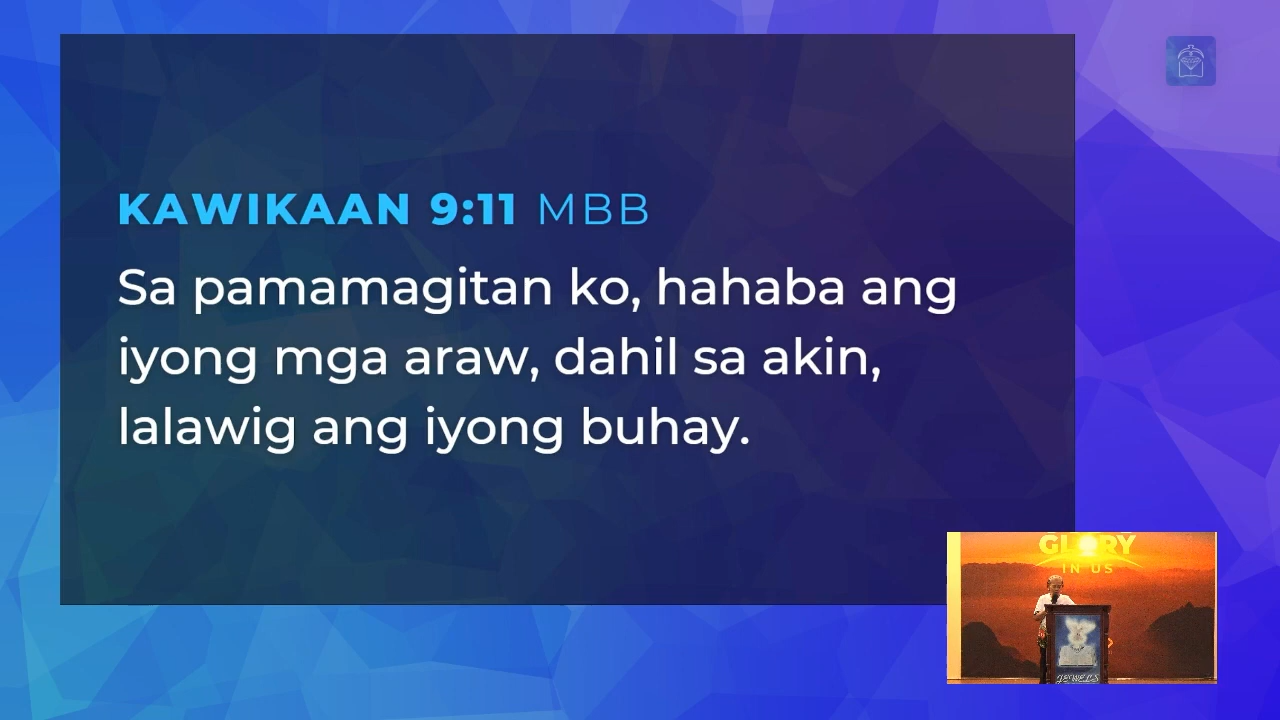 KAWIKAAN 9:11 MBB
Sa pamamagitan ko, hahaba ang
iyong mga araw, dahil sa akin,
lalawig ang iyong buhay.
GLORY
IN US
JEWELS